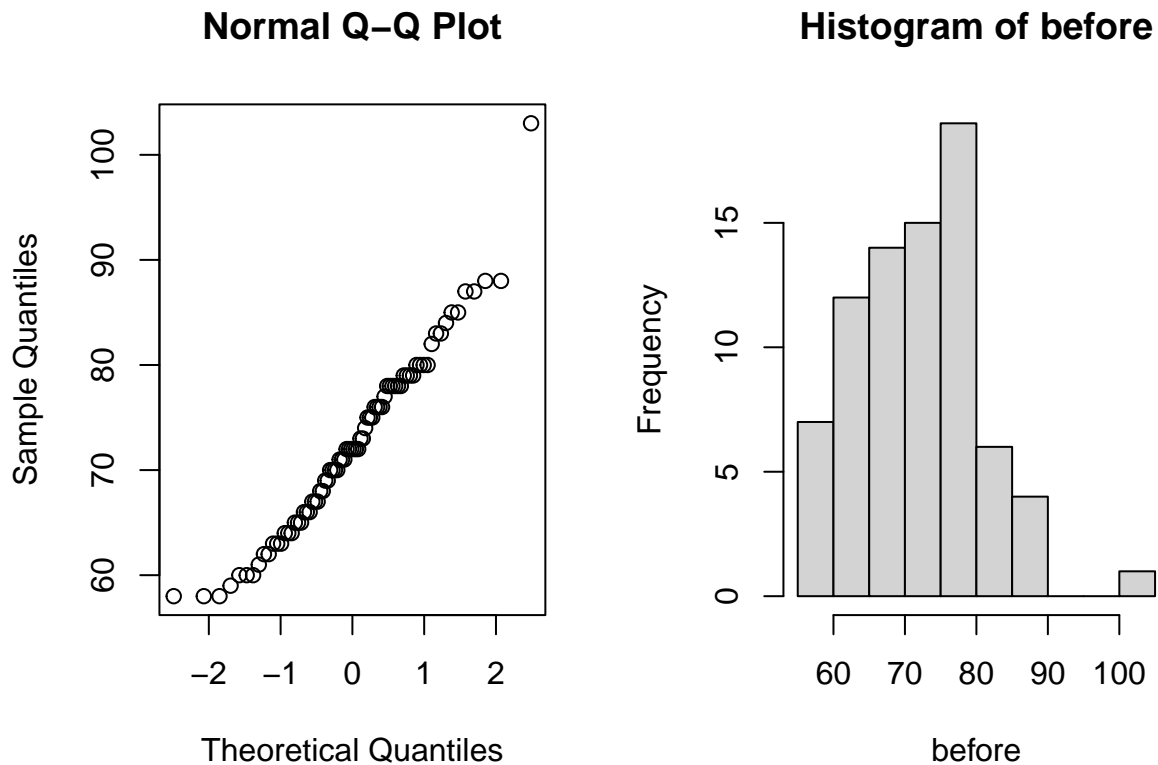 Normal Q−Q Plot
Sample Quantiles
100
90
80
70
60
−2 −1 0 1 2
Theoretical Quantiles
Histogram of before
Frequency
15
10
5
0
60 70 80 90 100
before